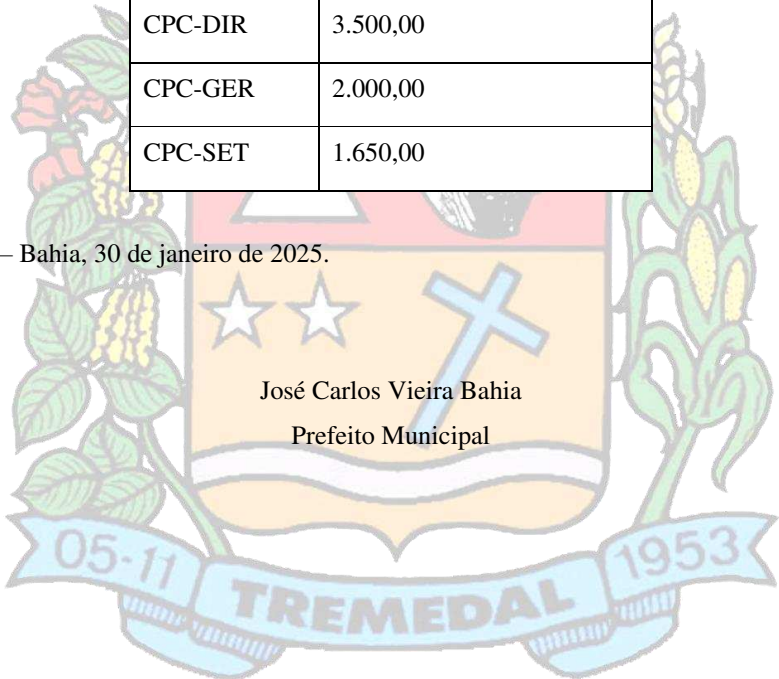 CPC-DIR 3.500,00
CPC-GER 2.000,00
CPC-SET 1.650,00
– Bahia, 30 de janeiro de 2025.
José Carlos Vieira Bahia
Prefeito Municipal
05-11 TREMEDAL 1953